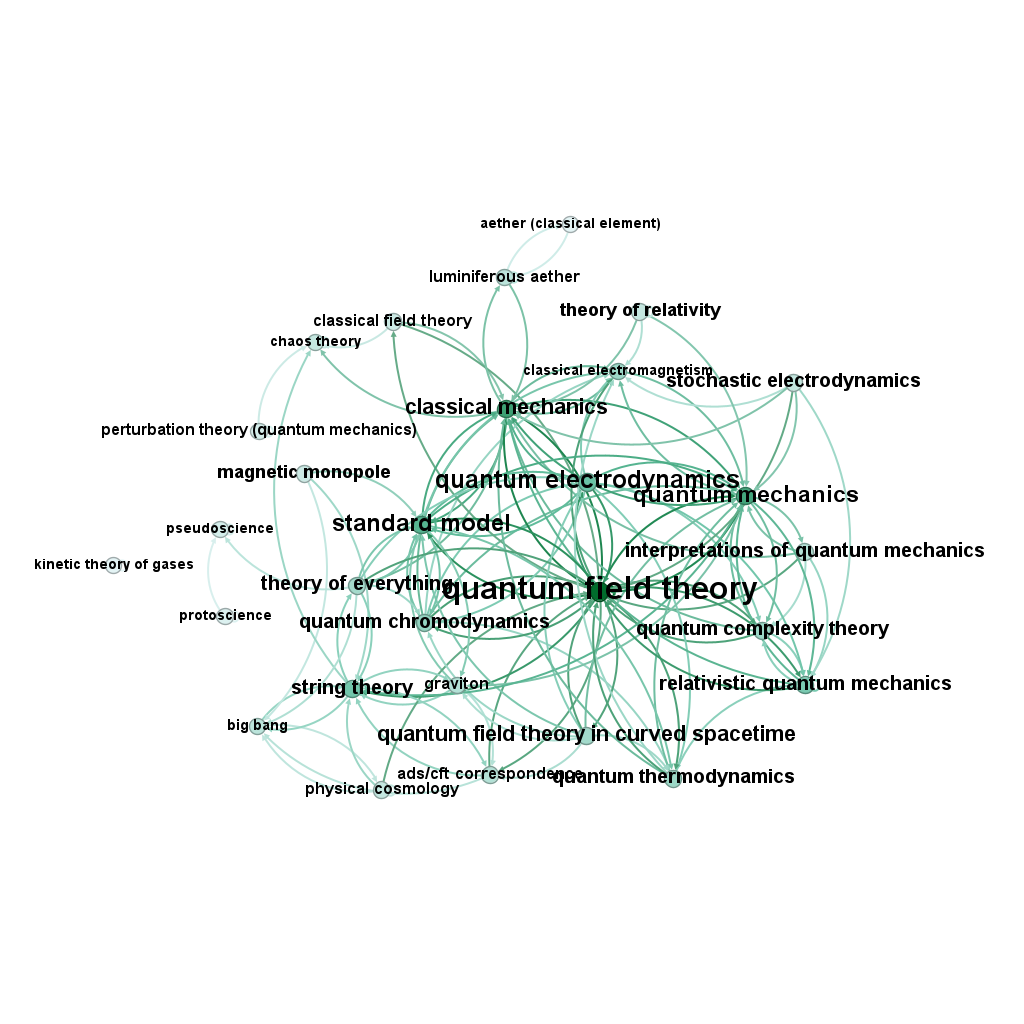 aether (classical element)
luminiferous aether
theory of relativity
classical field theory
chaos theory
classical electromagnetism
stochastic electrodynamics
classical mechanics
perturbation theory (quantum mechanics)
magnetic monopole
quantum electrodynamics
quantum mechanics
standard model
pseudoscience
interpretations of quantum mechanics
kinetic theory of gases
theory of everything
quantum field theory
protoscience
quantum chromodynamics
quantum complexity theory
string theory
graviton
relativistic quantum mechanics
big bang
quantum field theory in curved spacetime
ads/cft correspondence
quantum thermodynamics
physical cosmology